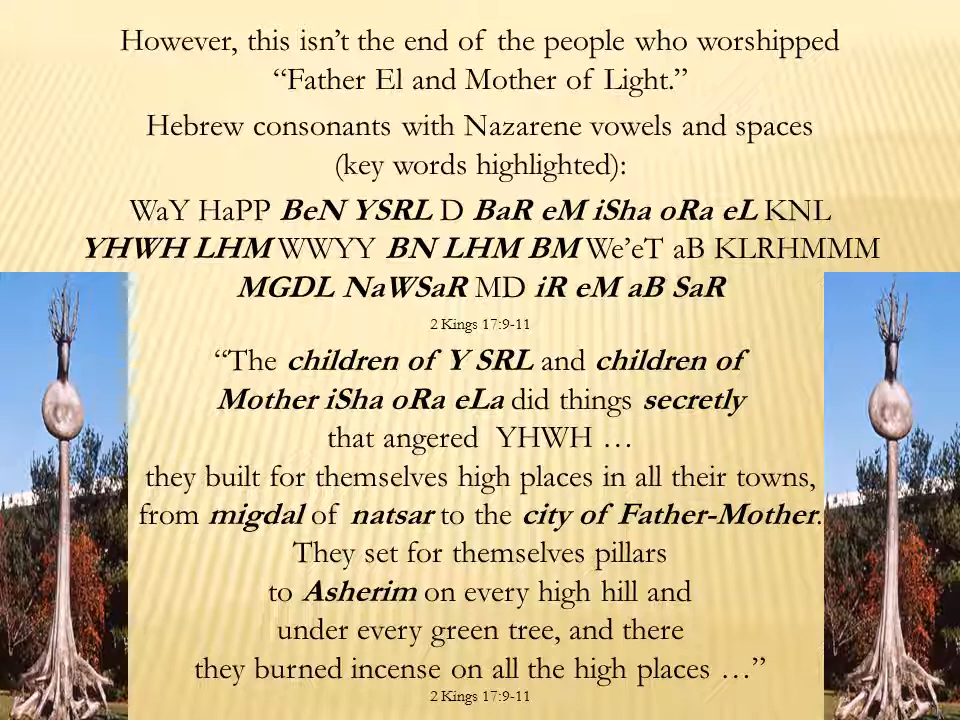 However, this isn’t the end of the people who worshipped
“Father El and Mother of Light.”
Hebrew consonants with Nazarene vowels and spaces
(key words highlighted):
WaY HaPP BeN YSRL D BaR eM iSha oRa eL KNL
YHWH LHM WWYY BN LHM BM We’eT aB KLRHMMM
MGDL NaWSaR MD iR eM aB SaR
2 Kings 17:9-11
“The children of Y SRL and children of
Mother iSha oRa eLa did things secretly
that angered YHWH …
they built for themselves high places in all their towns,
from migdal of natsar to the city of Father-Mother.
They set for themselves pillars
to Asherim on every high hill and
under every green tree, and there
they burned incense on all the high places …”
2 Kings 17:9-11